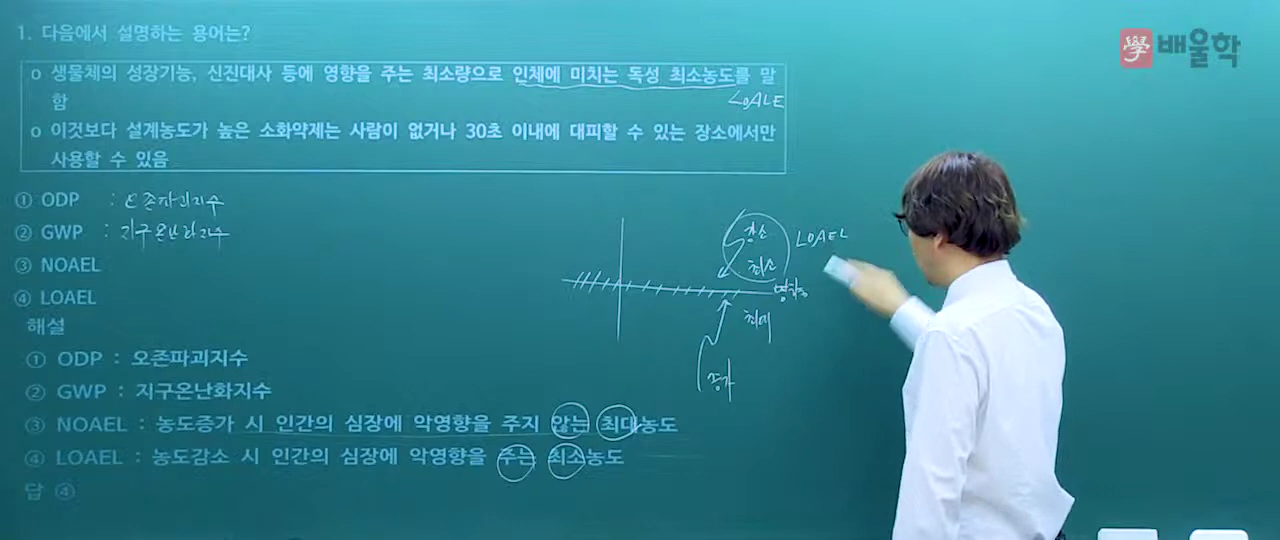 1. 다음에서 설명하는 용어는?
學 배울학
o 생물체의 성장기능, 신진대사 등에 영향을 주는 최소량으로 인체에 미치는 독성 최소농도를 말
함
LOALE
o 이것보다 설계농도가 높은 소화약제는 사람이 없거나 30초 이내에 대피할 수 있는 장소에서만
사용할 수 있음
① ODP : 오존파괴지수
② GWP : 지구온난화지수
③ NOAEL
④ LOAEL
감소 LOAEL
최소
최대
증가
해설
① ODP : 오존파괴지수
② GWP : 지구온난화지수
③ NOAEL : 농도증가 시 인간의 심장에 악영향을 주지 않는 최대농도
④ LOAEL : 농도감소 시 인간의 심장에 악영향을 주는 최소농도
답 ④